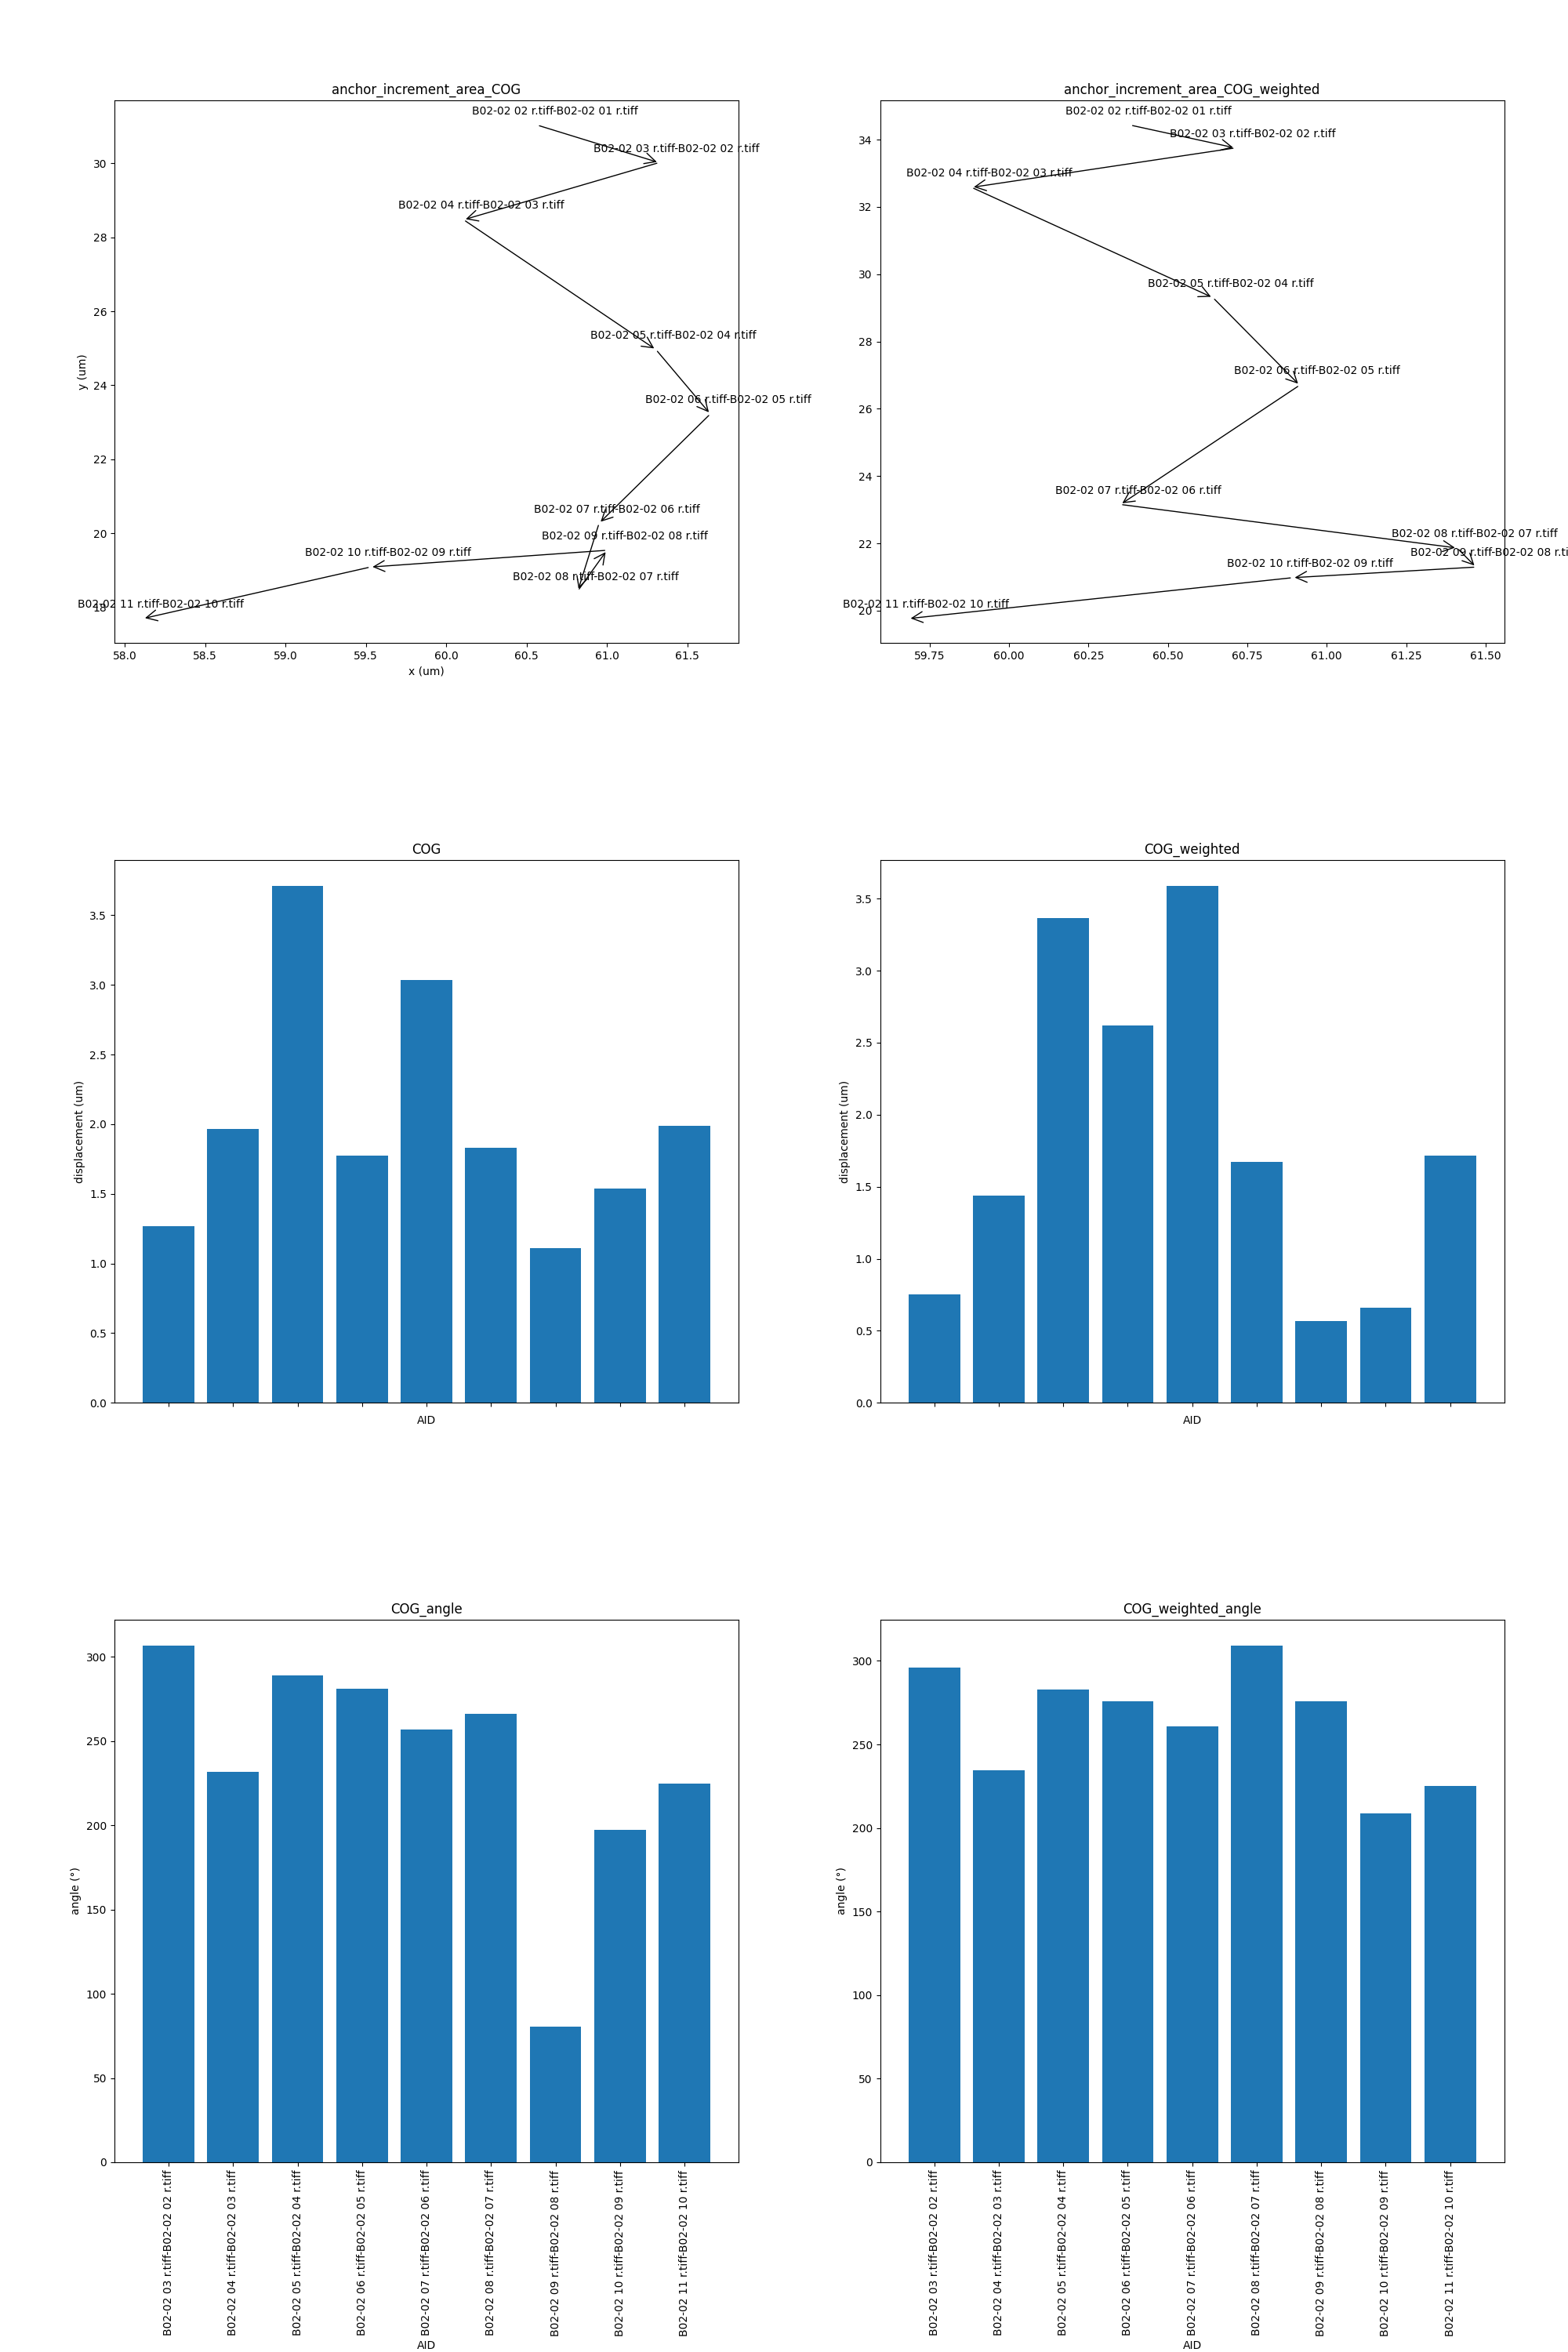 anchor_increment_area_COG
B02-02 02 r.tiff-B02-02 01 r.tiff
B02-02 03 r.tiff-B02-02 02 r.tiff
B02-02 04 r.tiff-B02-02 03 r.tiff
B02-02 05 r.tiff-B02-02 04 r.tiff
B02-02 06 r.tiff-B02-02 05 r.tiff
B02-02 07 r.tiff-B02-02 06 r.tiff
B02-02 09 r.tiff-B02-02 08 r.tiff
B02-02 10 r.tiff-B02-02 09 r.tiff
B02-02 08 r.tiff-B02-02 07 r.tiff
B02-02 11 r.tiff-B02-02 10 r.tiff
30
28
26
24
22
20
18
y (um)
58.0 58.5 59.0 59.5 60.0 60.5 61.0 61.5
x (um)
anchor_increment_area_COG_weighted
B02-02 02 r.tiff-B02-02 01 r.tiff
B02-02 03 r.tiff-B02-02 02 r.tiff
B02-02 04 r.tiff-B02-02 03 r.tiff
B02-02 05 r.tiff-B02-02 04 r.tiff
B02-02 06 r.tiff-B02-02 05 r.tiff
B02-02 07 r.tiff-B02-02 06 r.tiff
B02-02 08 r.tiff-B02-02 07 r.tiff
B02-02 09 r.tiff-B02-02 08 r.ti
B02-02 10 r.tiff-B02-02 09 r.tiff
B02-02 11 r.tiff-B02-02 10 r.tiff
34
32
30
28
26
24
22
20
59.75 60.00 60.25 60.50 60.75 61.00 61.25 61.50
COG
3.5
3.0
2.5
2.0
1.5
1.0
0.5
0.0
displacement (um)
AID
COG_weighted
3.5
3.0
2.5
2.0
1.5
1.0
0.5
0.0
displacement (um)
AID
COG_angle
300
250
200
150
100
50
0
angle (°)
B02-02 03 r.tiff-B02-02 02 r.tiff
B02-02 04 r.tiff-B02-02 03 r.tiff
B02-02 05 r.tiff-B02-02 04 r.tiff
B02-02 06 r.tiff-B02-02 05 r.tiff
B02-02 07 r.tiff-B02-02 06 r.tiff
B02-02 08 r.tiff-B02-02 07 r.tiff
B02-02 09 r.tiff-B02-02 08 r.tiff
B02-02 10 r.tiff-B02-02 09 r.tiff
B02-02 11 r.tiff-B02-02 10 r.tiff
AID
COG_weighted_angle
300
250
200
150
100
50
0
angle (°)
B02-02 03 r.tiff-B02-02 02 r.tiff
B02-02 04 r.tiff-B02-02 03 r.tiff
B02-02 05 r.tiff-B02-02 04 r.tiff
B02-02 06 r.tiff-B02-02 05 r.tiff
B02-02 07 r.tiff-B02-02 06 r.tiff
B02-02 08 r.tiff-B02-02 07 r.tiff
B02-02 09 r.tiff-B02-02 08 r.tiff
B02-02 10 r.tiff-B02-02 09 r.tiff
B02-02 11 r.tiff-B02-02 10 r.tiff
AID